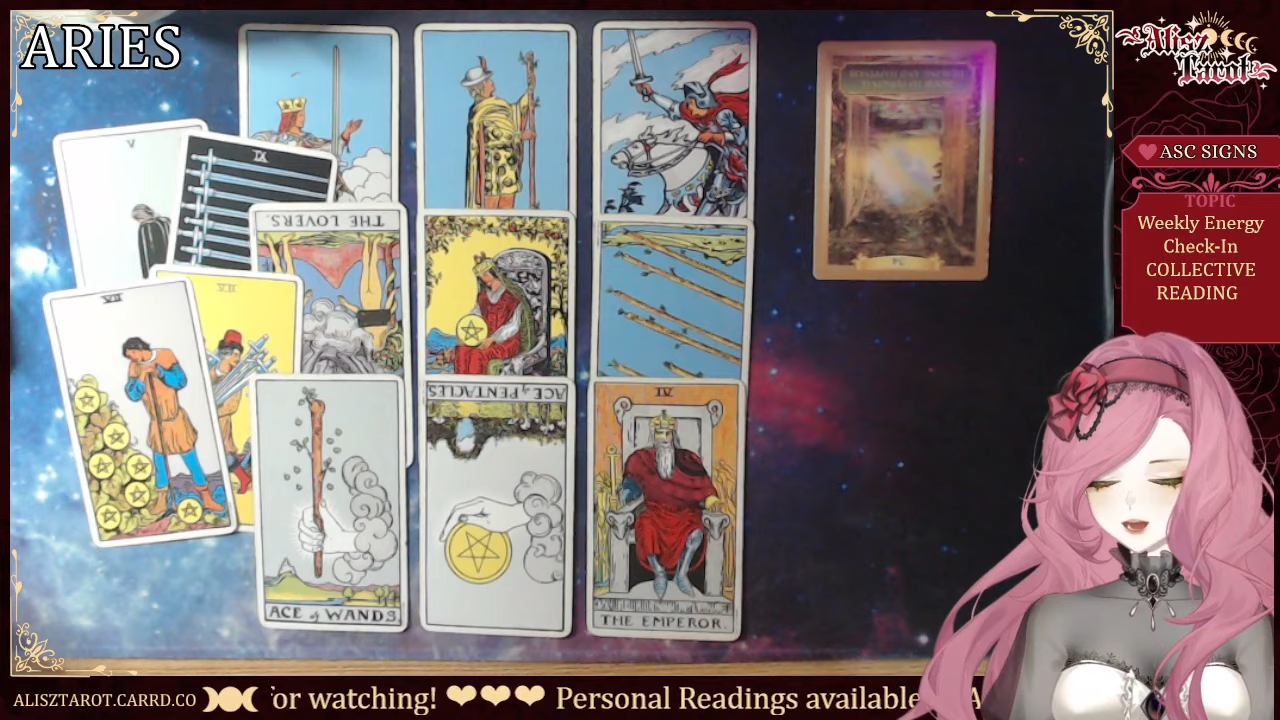 ARIES
Alisz
Tarot
ASC SIGNS
TOPIC
Weekly Energy
Check-In
COLLECTIVE
READING
V
IX
THE LOVERS.
VII
VII
ACE of PENTACLES
IV
ACE of WANDS.
THE EMPEROR.
ALISZTAROT.CARRD.CO
or watching! ❤❤❤ Personal Readings available